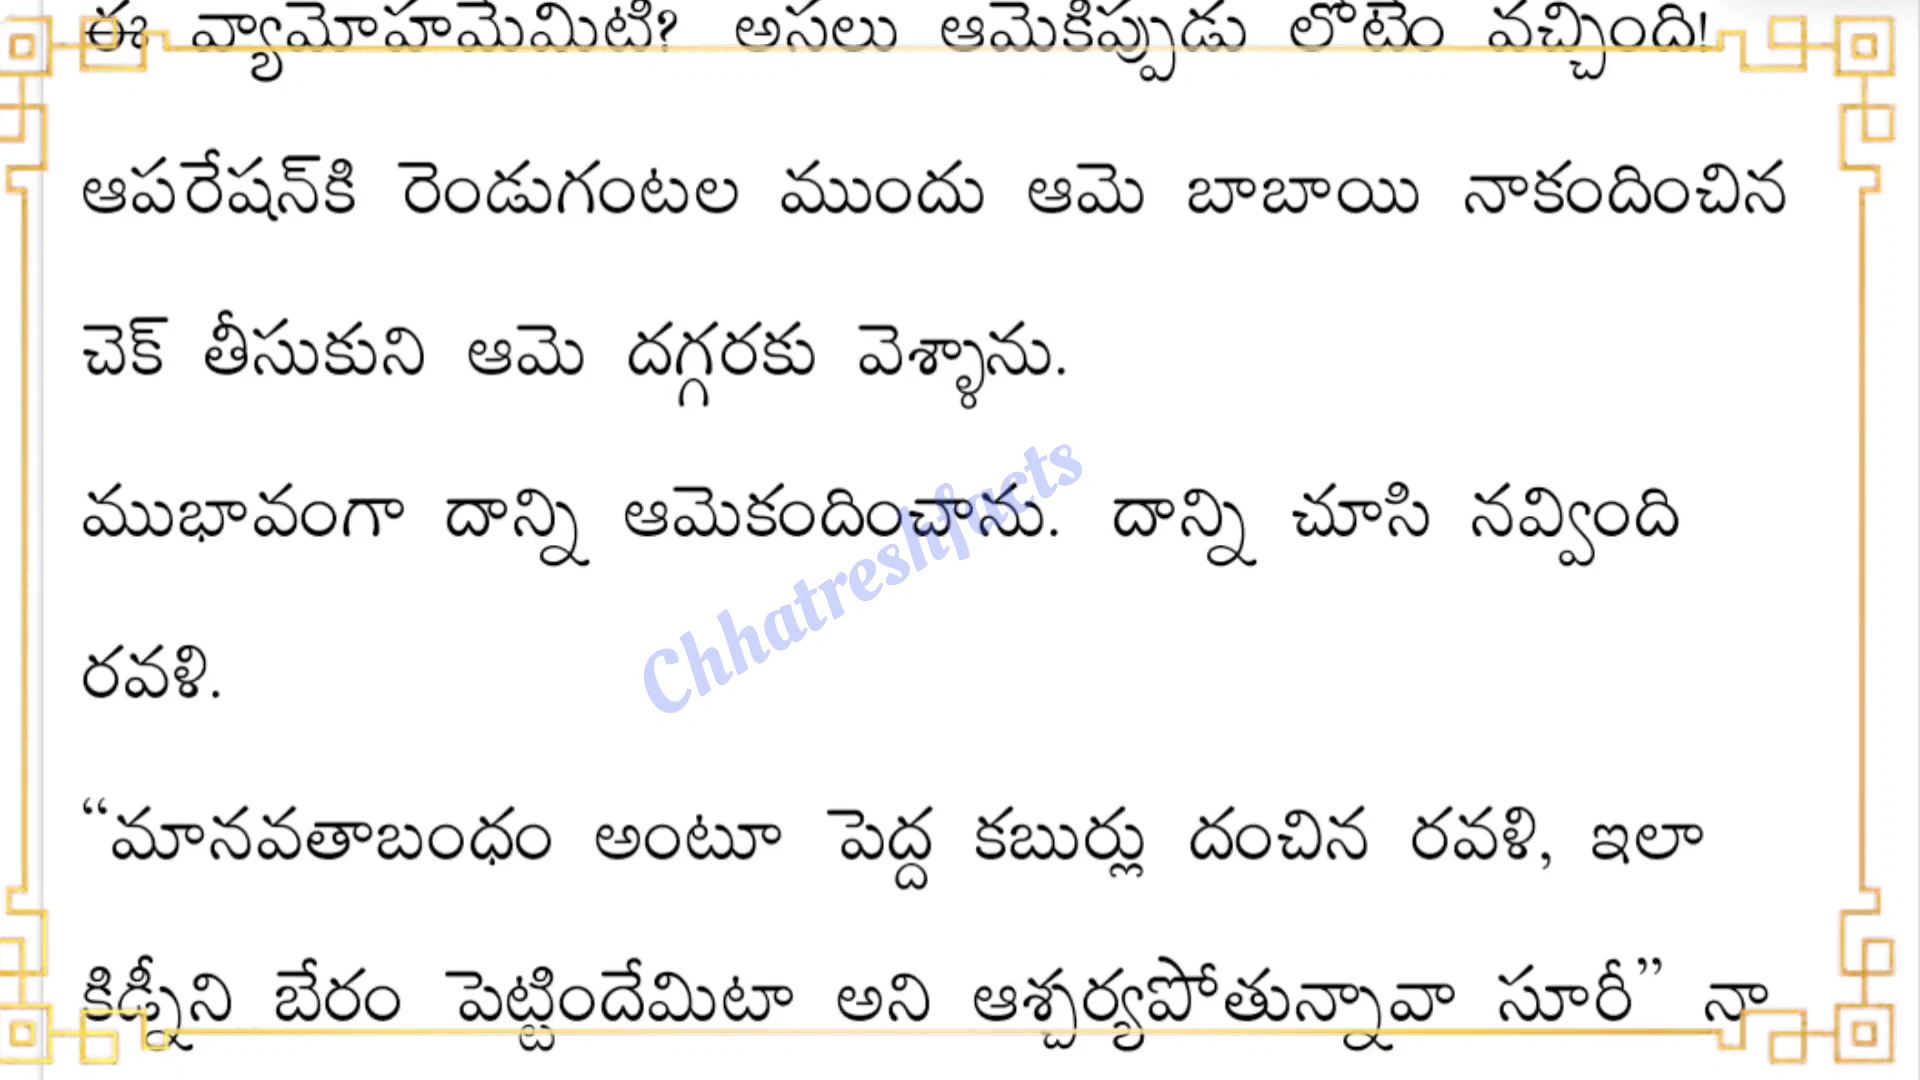 ఈ వ్యామోహమేమిటి? అసలు ఆమెకిప్పుడు లోటేం వచ్చింది!
ఆపరేషన్‌కి రెండుగంటల ముందు ఆమె బాబాయి నాకందించిన
చెక్ తీసుకుని ఆమె దగ్గరకు వెళ్ళాను.
ముభావంగా దాన్ని ఆమెకందించాను. దాన్ని చూసి నవ్వింది
రవళి.
“మానవతాబంధం అంటూ పెద్ద కబుర్లు దంచిన రవళి, ఇలా
కిడ్నీని బేరం పెట్టిందేమిటా అని ఆశ్చర్యపోతున్నావా సూరీ” నా
Chhatreshfacts